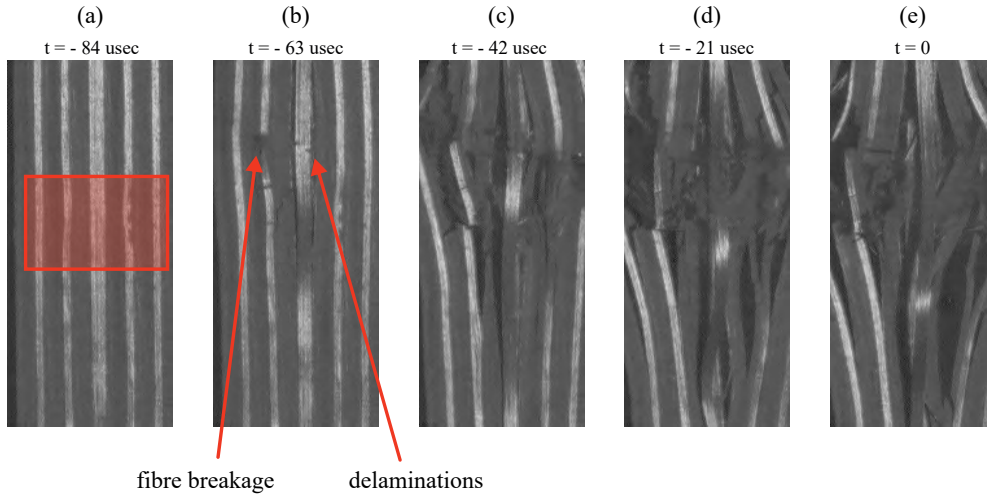 (a) (b) (c) (d) (e)
t = - 84 usec t = - 63 usec t = - 42 usec t = - 21 usec t = 0
fibre breakage delaminations